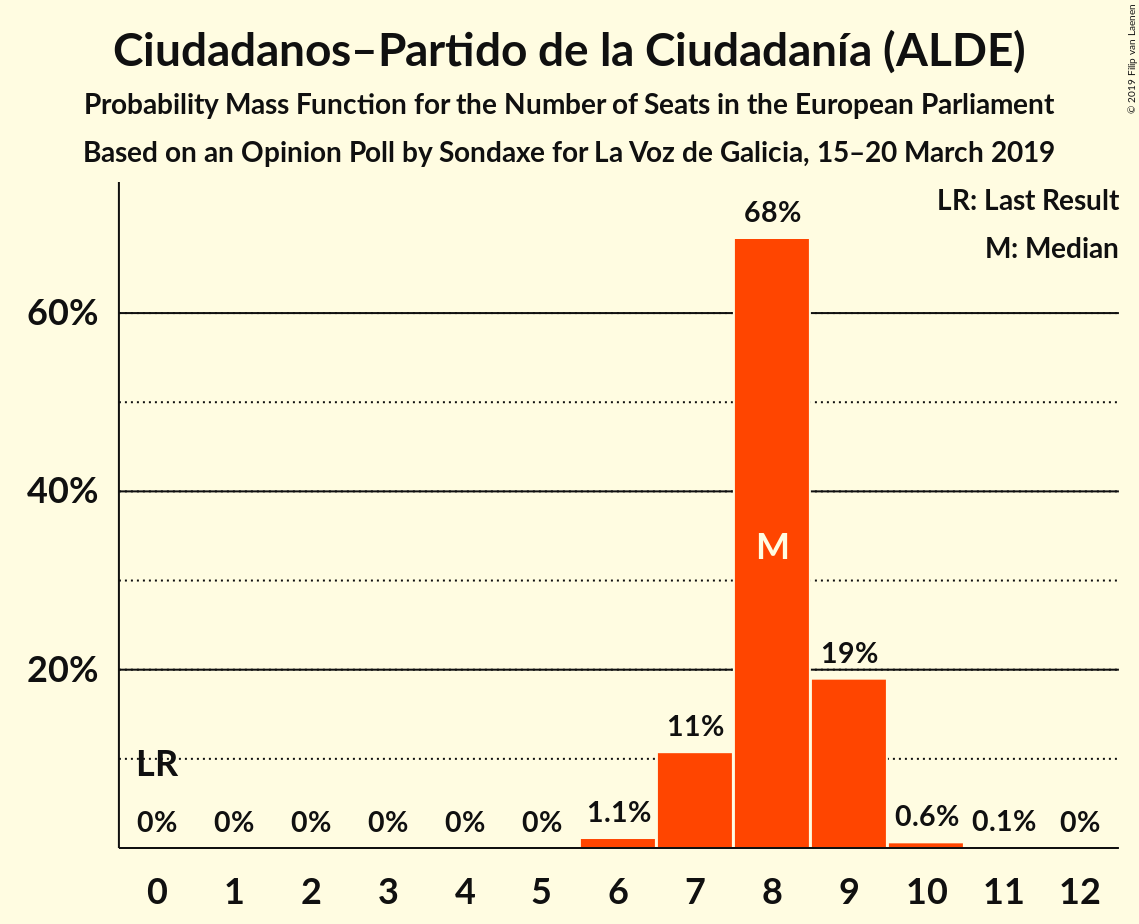 Ciudadanos–Partido de la Ciudadanía (ALDE)
Probability Mass Function for the Number of Seats in the European Parliament
Based on an Opinion Poll by Sondaxe for La Voz de Galicia, 15–20 March 2019
© 2019 Filip van Laenen
LR: Last Result
M: Median
68%
60%
40%
M
20%
19%
11%
LR
0% 0% 0% 0% 0% 0% 1.1% 0.6% 0.1% 0%
0 1 2 3 4 5 6 7 8 9 10 11 12